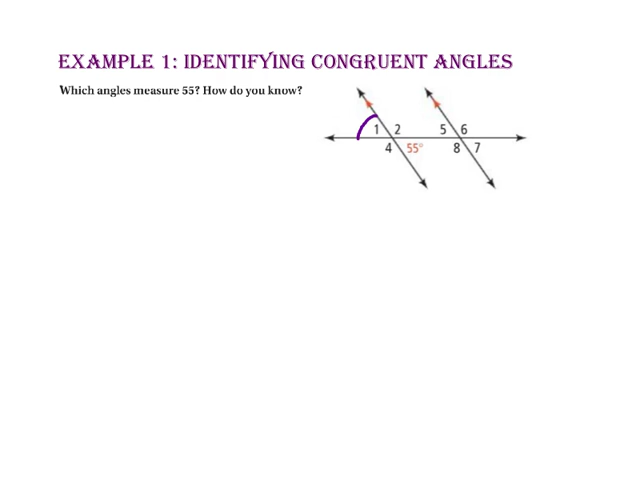 EXAMPLE 1: IDENTIFYING CONGRUENT ANGLES
Which angles measure 55? How do you know?
1 2 5 6
4 55° 8 7